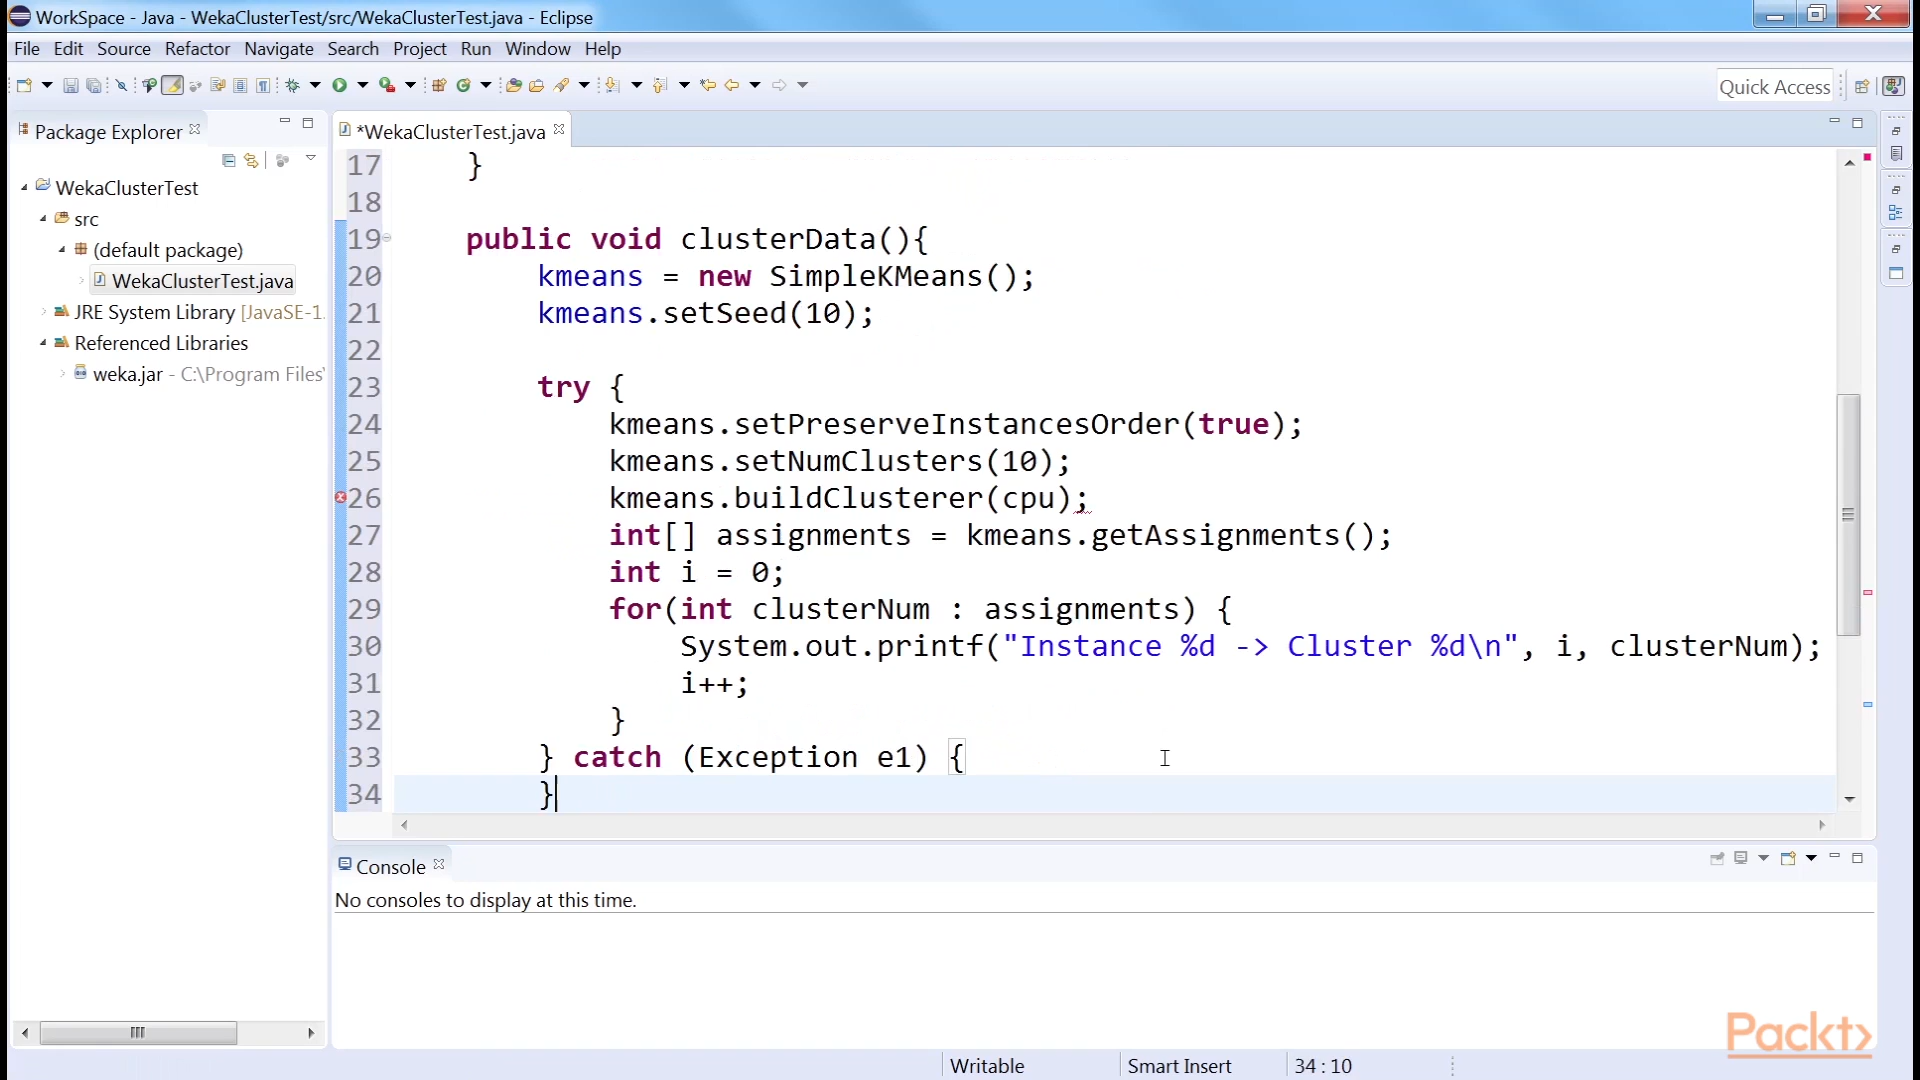 WorkSpace - Java - WekaClusterTest/src/WekaClusterTest.java - Eclipse
File Edit Source Refactor Navigate Search Project Run Window Help
Quick Access
Package Explorer
WekaClusterTest
src
(default package)
WekaClusterTest.java
JRE System Library [JavaSE-1.
Referenced Libraries
weka.jar - C:\Program Files\
*WekaClusterTest.java
17 }
18
19 public void clusterData(){
20 kmeans = new SimpleKMeans();
21 kmeans.setSeed(10);
22
23 try {
24 kmeans.setPreserveInstancesOrder(true);
25 kmeans.setNumClusters(10);
26 kmeans.buildClusterer(cpu);
27 int[] assignments = kmeans.getAssignments();
28 int i = 0;
29 for(int clusterNum : assignments) {
30 System.out.printf("Instance %d -> Cluster %d\n", i, clusterNum);
31 i++;
32 }
33 } catch (Exception e1) {
34 }
Console
No consoles to display at this time.
Packt>
Writable Smart Insert 34 : 10